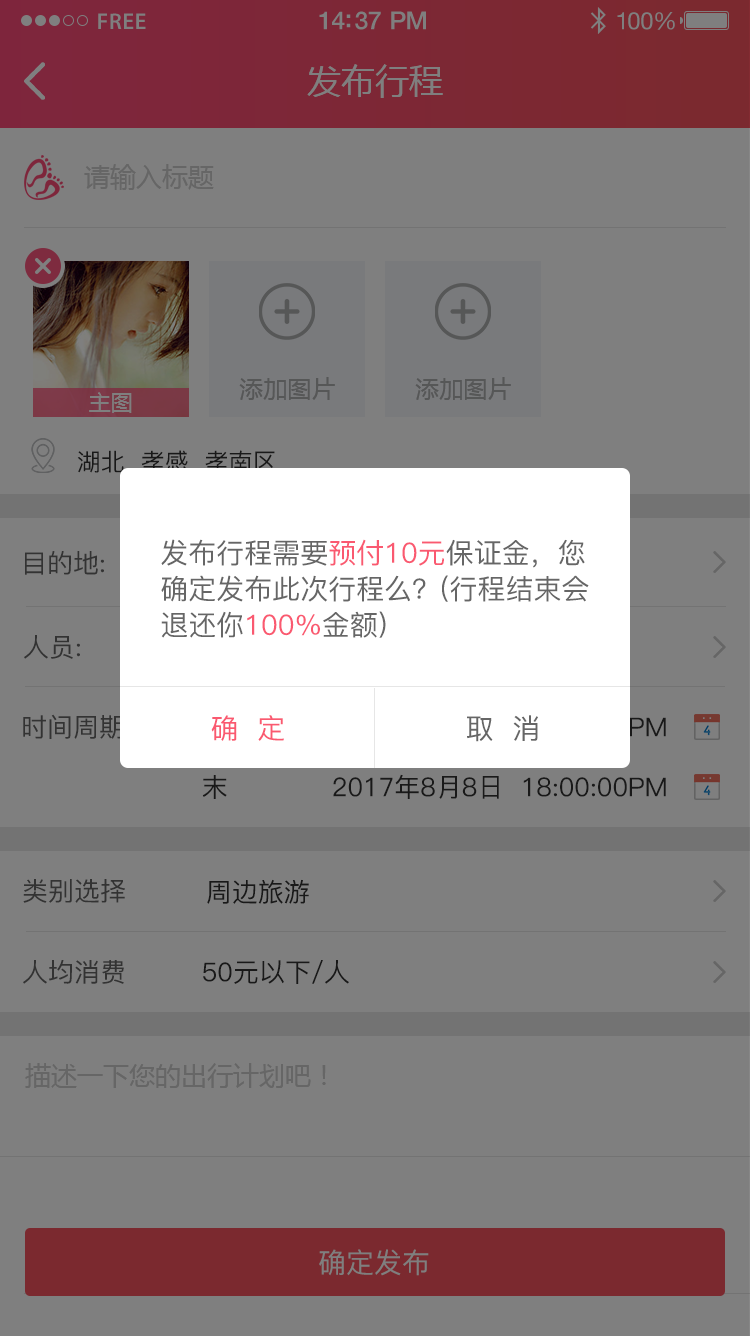 FREE 14:37 PM 100%
发布行程
请输入标题
添加图片 添加图片
主图
湖北 孝感 孝南区
发布行程需要预付10元保证金，您
确定发布此次行程么？(行程结束会
退还你100%金额)
目的地:
人员:
时间周期 PM 4
确 定 取 消
末 2017年8月8日 18:00:00PM 4
类别选择 周边旅游
人均消费 50元以下/人
描述一下您的出行计划吧！
确定发布